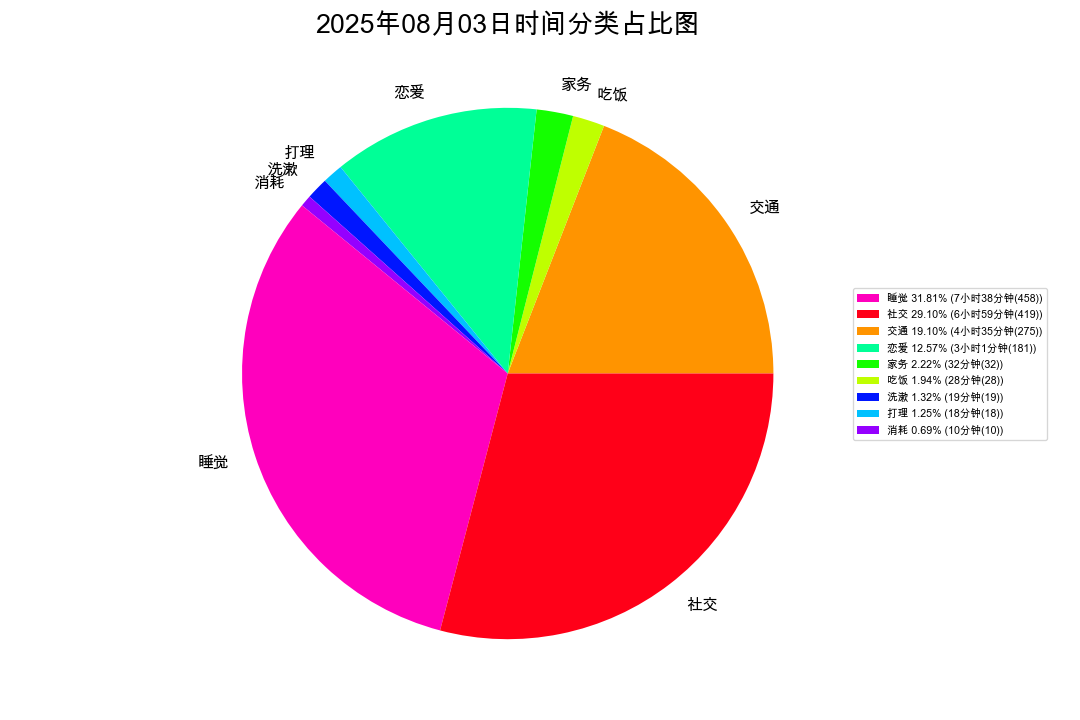 2025年08月03日时间分类占比图
家务
恋爱
吃饭
打理
洗漱
消耗
交通
睡觉
社交
睡觉 31.81% (7小时38分钟(458))
社交 29.10% (6小时59分钟(419))
交通 19.10% (4小时35分钟(275))
恋爱 12.57% (3小时1分钟(181))
家务 2.22% (32分钟(32))
吃饭 1.94% (28分钟(28))
洗漱 1.32% (19分钟(19))
打理 1.25% (18分钟(18))
消耗 0.69% (10分钟(10))